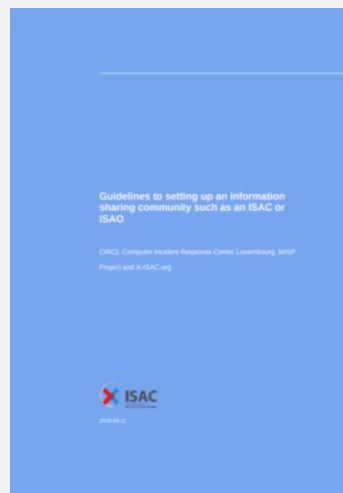 Guidelines to setting up an information
sharing community such as an ISAC or
ISAO
CIRCL Computer Incident Response Center Luxembourg, MISP
Project and X-ISAC.org
ISAC